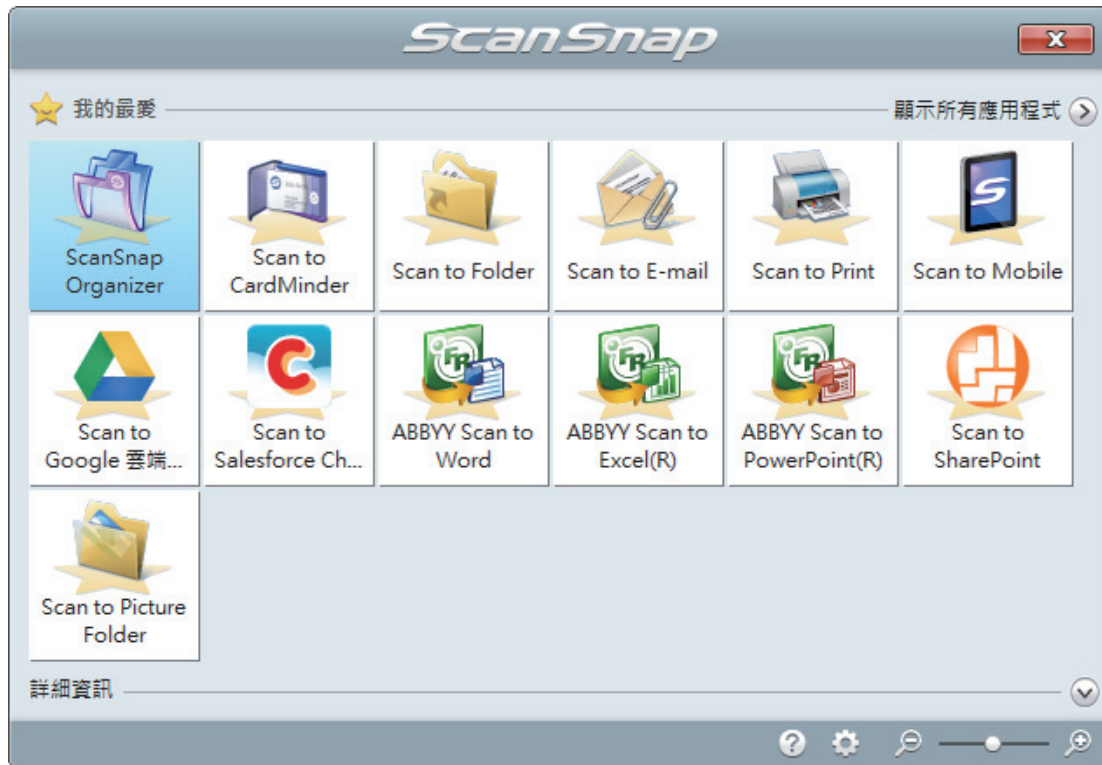 ScanSnap
我的最愛
顯示所有應用程式
ScanSnap
Organizer
Scan to
CardMinder
Scan to Folder
Scan to E-mail
Scan to Print
Scan to Mobile
Scan to
Google 雲端...
Scan to
Salesforce Ch...
ABBYY Scan to
Word
ABBYY Scan to
Excel(R)
ABBYY Scan to
PowerPoint(R)
Scan to
SharePoint
Scan to Picture
Folder
詳細資訊